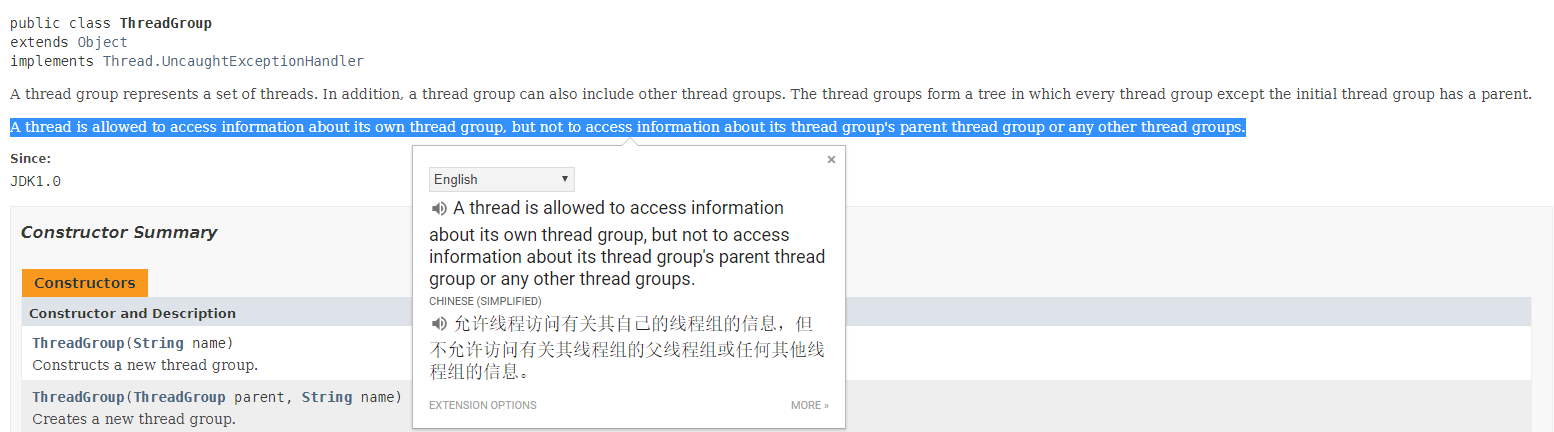 public class ThreadGroup
extends Object
implements Thread.UncaughtExceptionHandler
A thread group represents a set of threads. In addition, a thread group can also include other thread groups. The thread groups form a tree in which every thread group except the initial thread group has a parent.
A thread is allowed to access information about its own thread group, but not to access information about its thread group's parent thread group or any other thread groups.
Since:
JDK1.0
Constructor Summary
Constructors
Constructor and Description
ThreadGroup(String name)
Constructs a new thread group.
ThreadGroup(ThreadGroup parent, String name)
Creates a new thread group.
×
English ▼
A thread is allowed to access information
about its own thread group, but not to access
information about its thread group's parent thread
group or any other thread groups.
CHINESE (SIMPLIFIED)
允许线程访问有关其自己的线程组的信息，但
不允许访问有关其线程组的父线程组或任何其他线
程组的信息。
EXTENSION OPTIONS MORE »